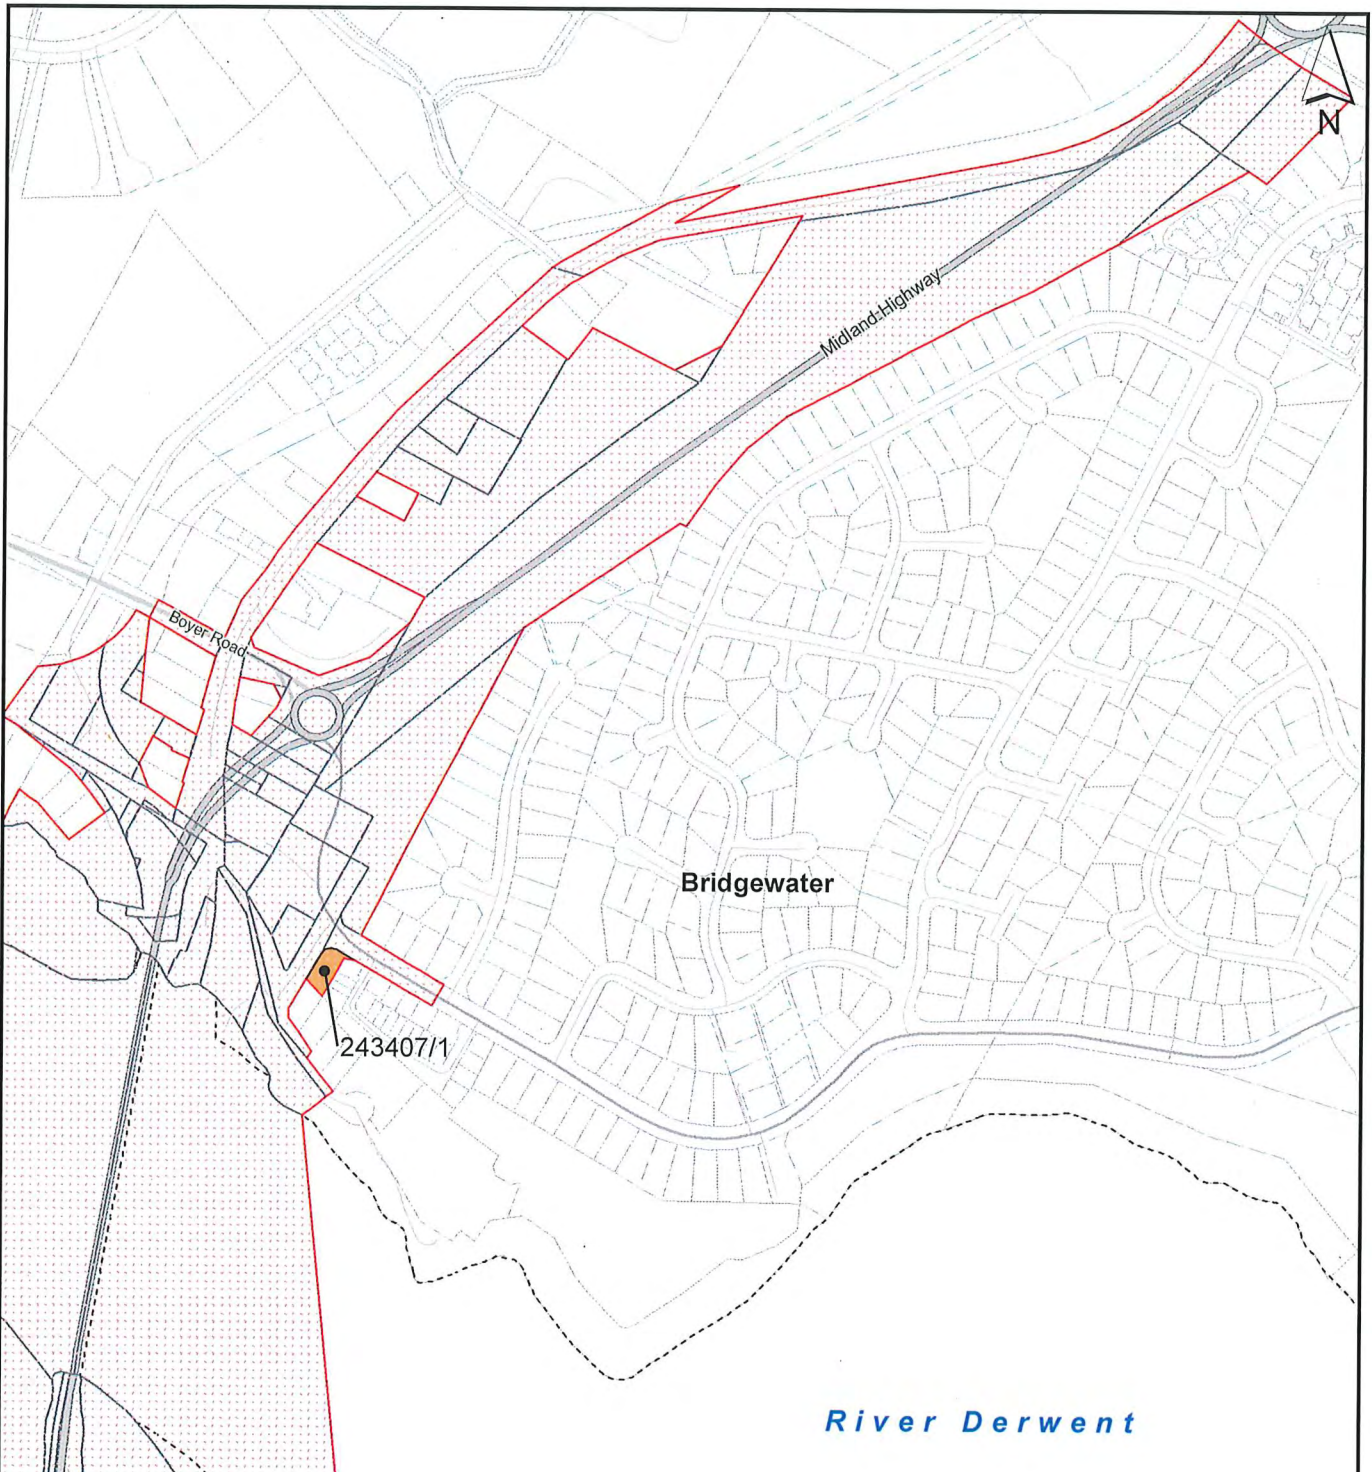 N
Midland Highway
Boyer Road
Bridgewater
243407/1
River Derwent